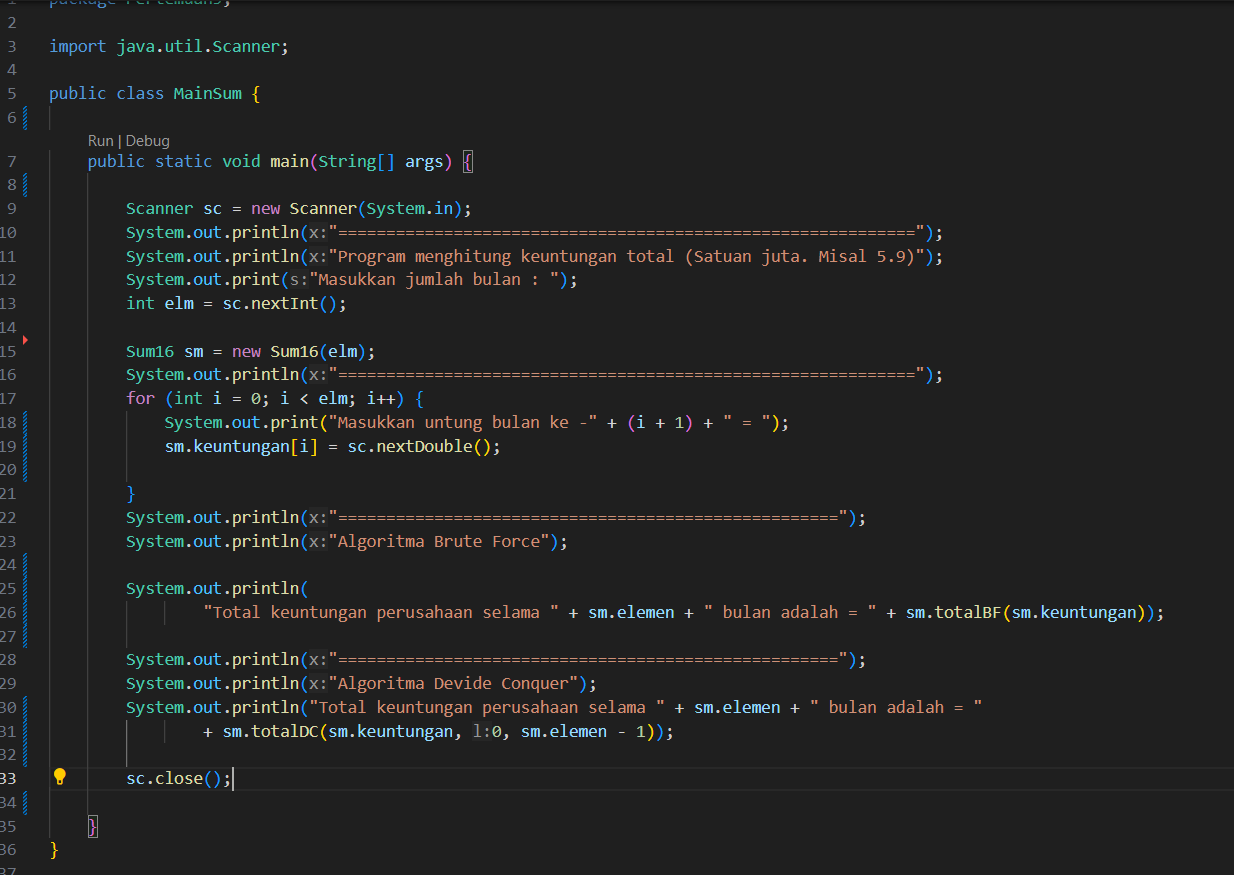 1 package Pertemuan5;
2
3 import java.util.Scanner;
4
5 public class MainSum {
6
Run | Debug
7 public static void main(String[] args) {
8
9 Scanner sc = new Scanner(System.in);
10 System.out.println(x:"============================================================");
11 System.out.println(x:"Program menghitung keuntungan total (Satuan juta. Misal 5.9)");
12 System.out.print(s:"Masukkan jumlah bulan : ");
13 int elm = sc.nextInt();
14
15 Sum16 sm = new Sum16(elm);
16 System.out.println(x:"============================================================");
17 for (int i = 0; i < elm; i++) {
18 System.out.print("Masukkan untung bulan ke -" + (i + 1) + " = ");
19 sm.keuntungan[i] = sc.nextDouble();
20
21 }
22 System.out.println(x:"====================================================");
23 System.out.println(x:"Algoritma Brute Force");
24
25 System.out.println(
26 "Total keuntungan perusahaan selama " + sm.elemen + " bulan adalah = " + sm.totalBF(sm.keuntungan));
27
28 System.out.println(x:"====================================================");
29 System.out.println(x:"Algoritma Devide Conquer");
30 System.out.println("Total keuntungan perusahaan selama " + sm.elemen + " bulan adalah = "
31 + sm.totalDC(sm.keuntungan, l:0, sm.elemen - 1));
32
33 sc.close();
34
35 }
36 }
37